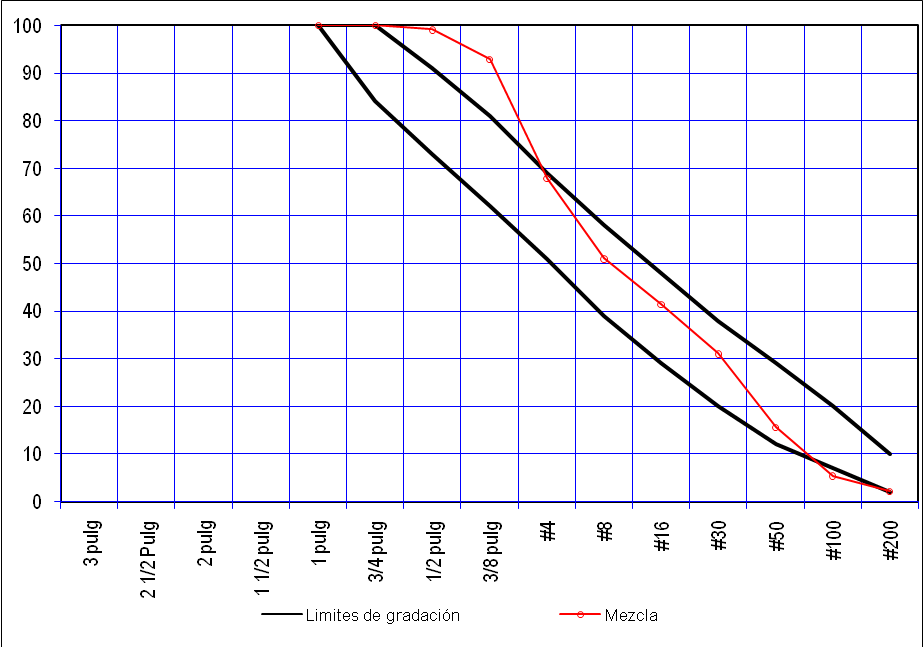 100
90
80
70
60
50
40
30
20
10
0
3 pulg
2 1/2 Pulg
2 pulg
1 1/2 pulg
1 pulg
3/4 pulg
1/2 pulg
3/8 pulg
#4
#8
#16
#30
#50
#100
#200
Limites de gradación
Mezcla